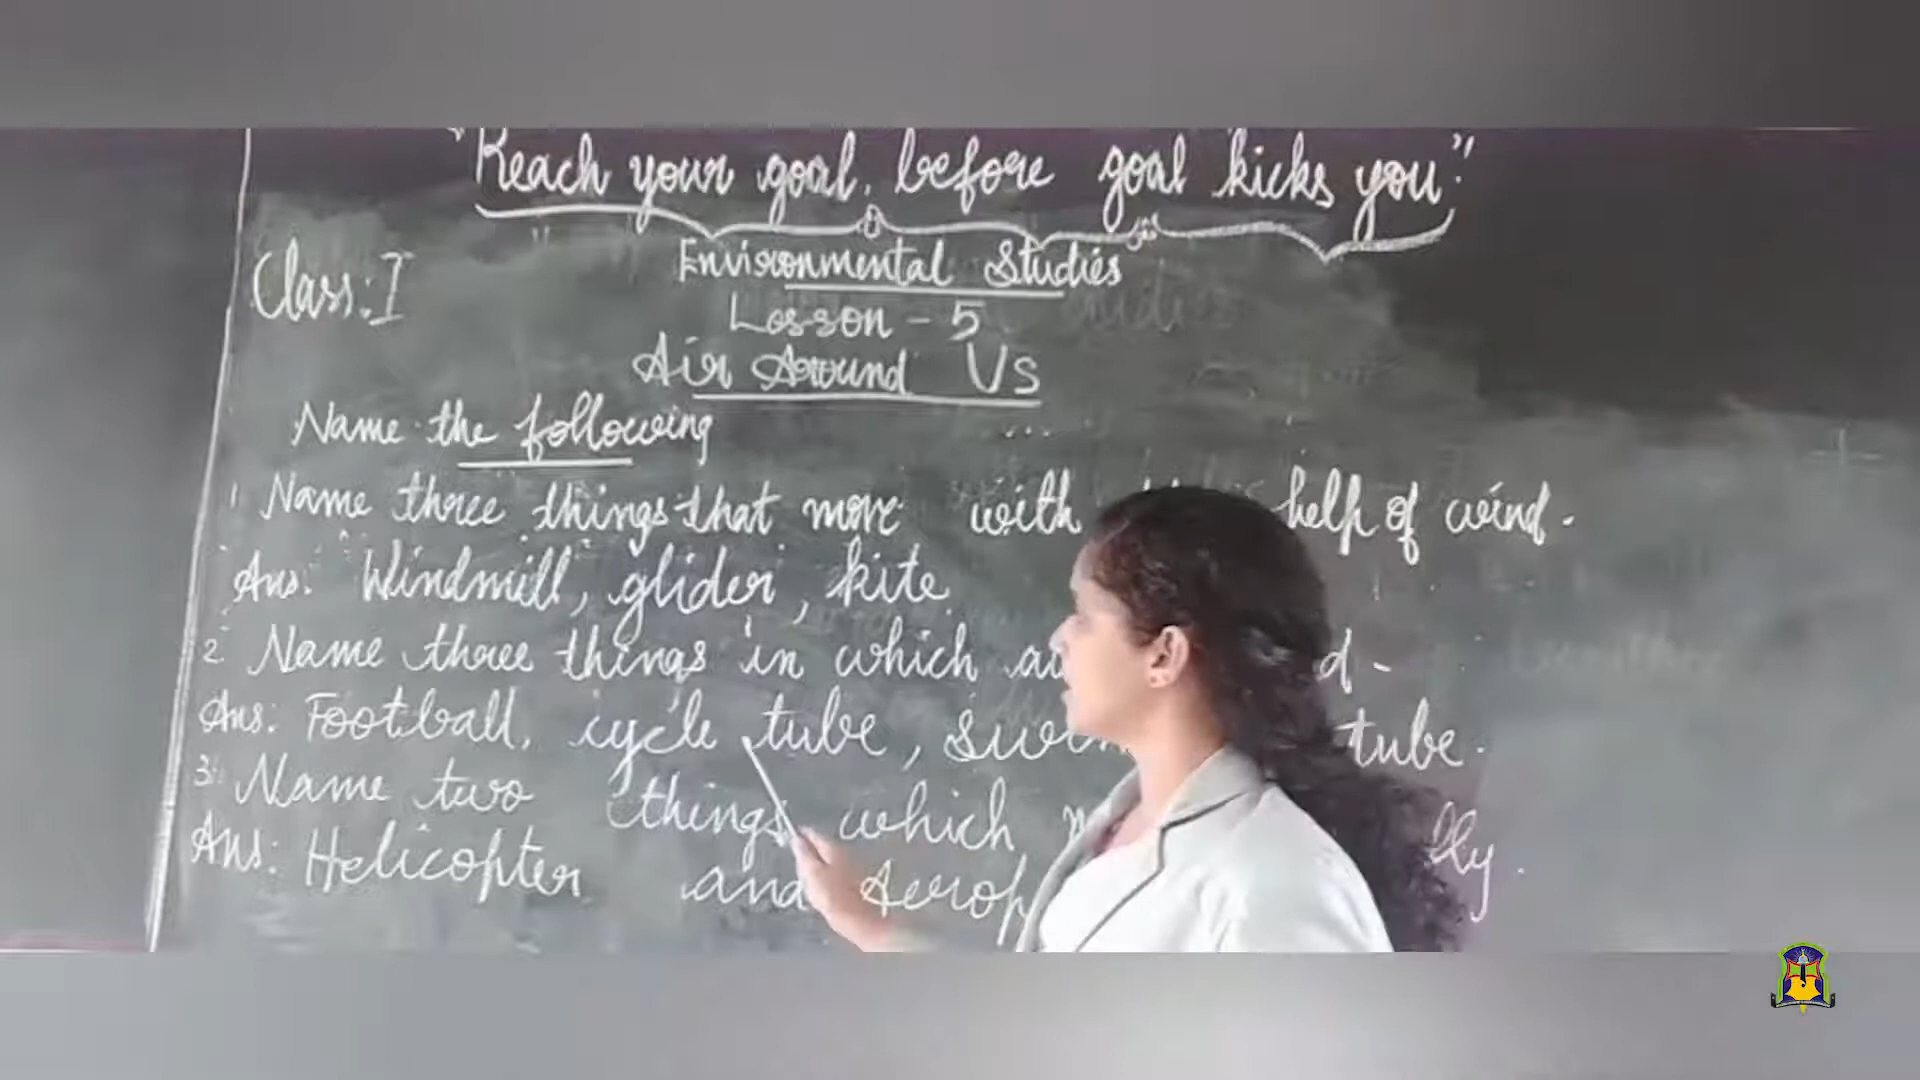 "Reach your goal, before goal kicks you."
Class: I
Environmental Studies
Lesson - 5
Air Around Us
Name the following
1. Name three things that move with help of wind.
Ans: Windmill, glider, kite.
2. Name three things in which
Ans: Football, cycle tube, tube.
3. Name two things which
Ans: Helicopter and